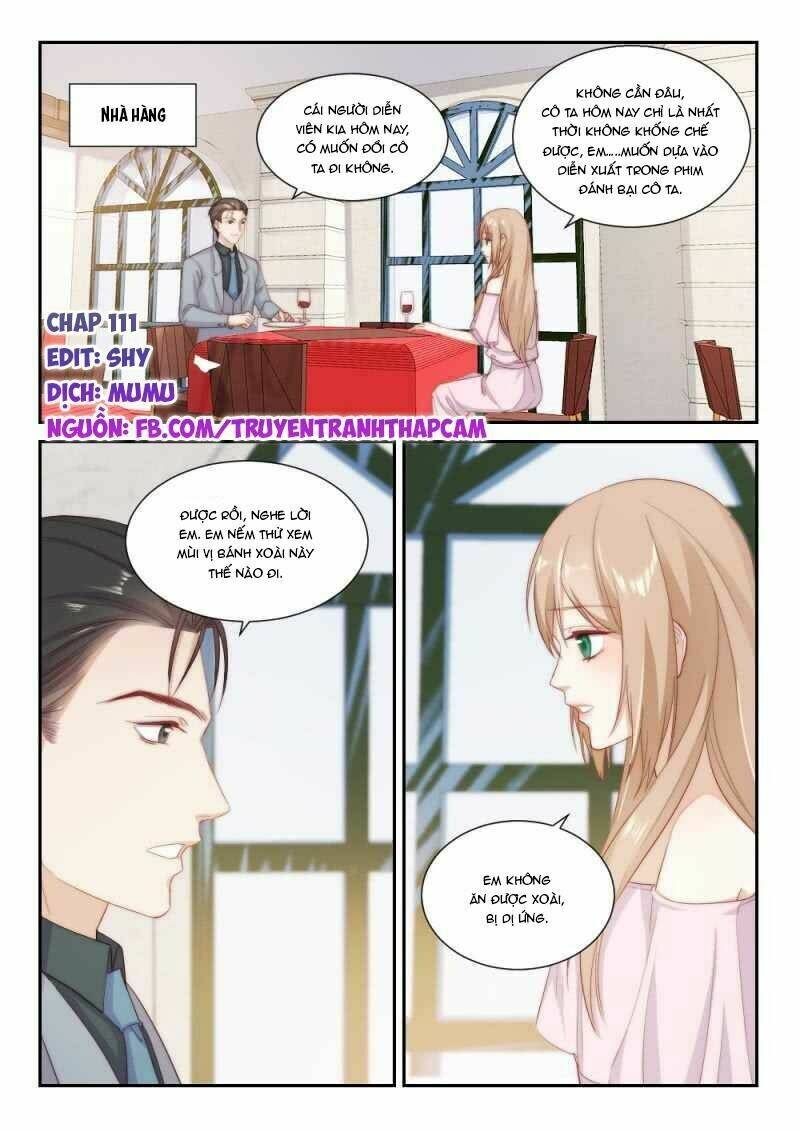 NHÀ HÀNG
CÁI NGƯỜI DIỄN
VIÊN KIA HÔM NAY,
CÓ MUỐN ĐỔI CÔ
TA ĐI KHÔNG.
KHÔNG CẦN ĐÂU,
CÔ TA HÔM NAY CHỈ LÀ NHẤT
THỜI KHÔNG KHỐNG CHẾ
ĐƯỢC, EM....MUỐN DỰA VÀO
DIỄN XUẤT TRONG PHIM
ĐÁNH BẠI CÔ TA.
CHAP 111
EDIT: SHY
DỊCH: MUMU
NGUỒN: FB.COM/TRUYENTRANHTHAPCAM
ĐƯỢC RỒI, NGHE LỜI
EM. EM NẾM THỬ XEM
MÙI VỊ BÁNH XOÀI NÀY
THẾ NÀO ĐI.
EM KHÔNG
ĂN ĐƯỢC XOÀI,
BỊ DỊ ỨNG.